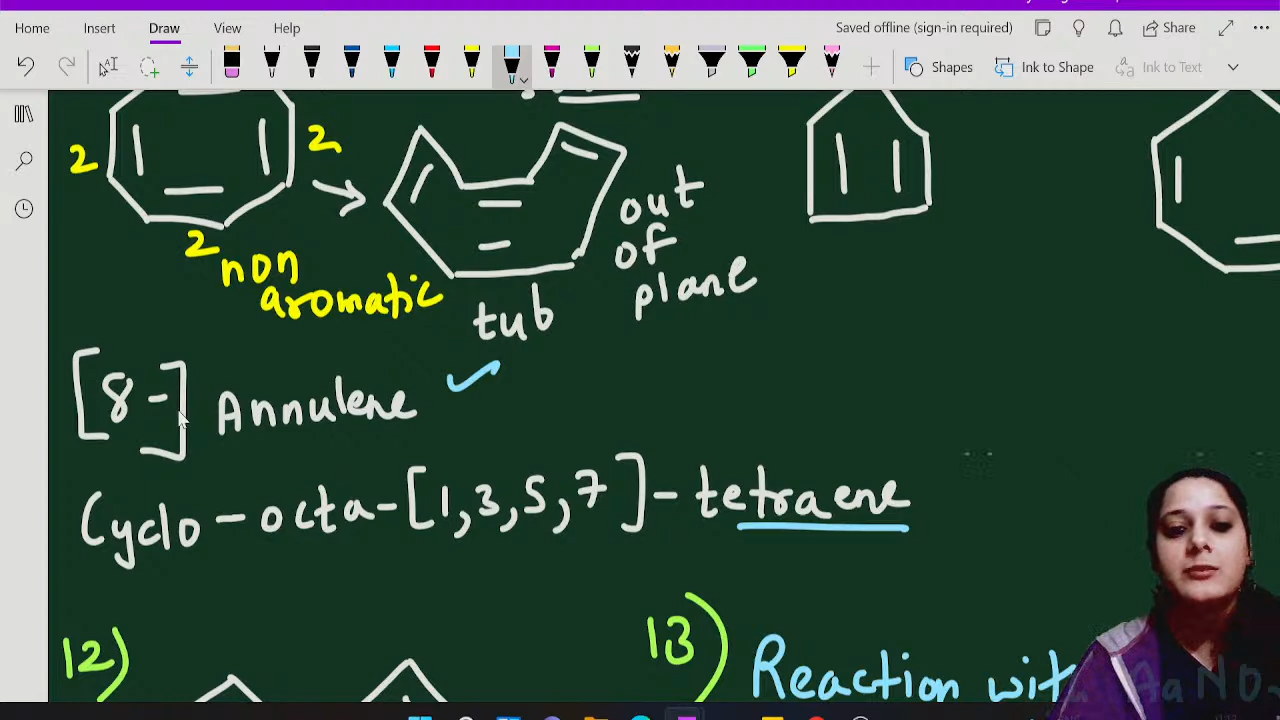 Home Insert Draw View Help
Saved offline (sign-in required) Share
Shapes Ink to Shape Ink to Text
2 2
2
non
aromatic
tub
out
of
plane
[8-] Annulene
Cyclo-octa-[1,3,5,7]-tetraene
12) 13)
Reaction with AgNO